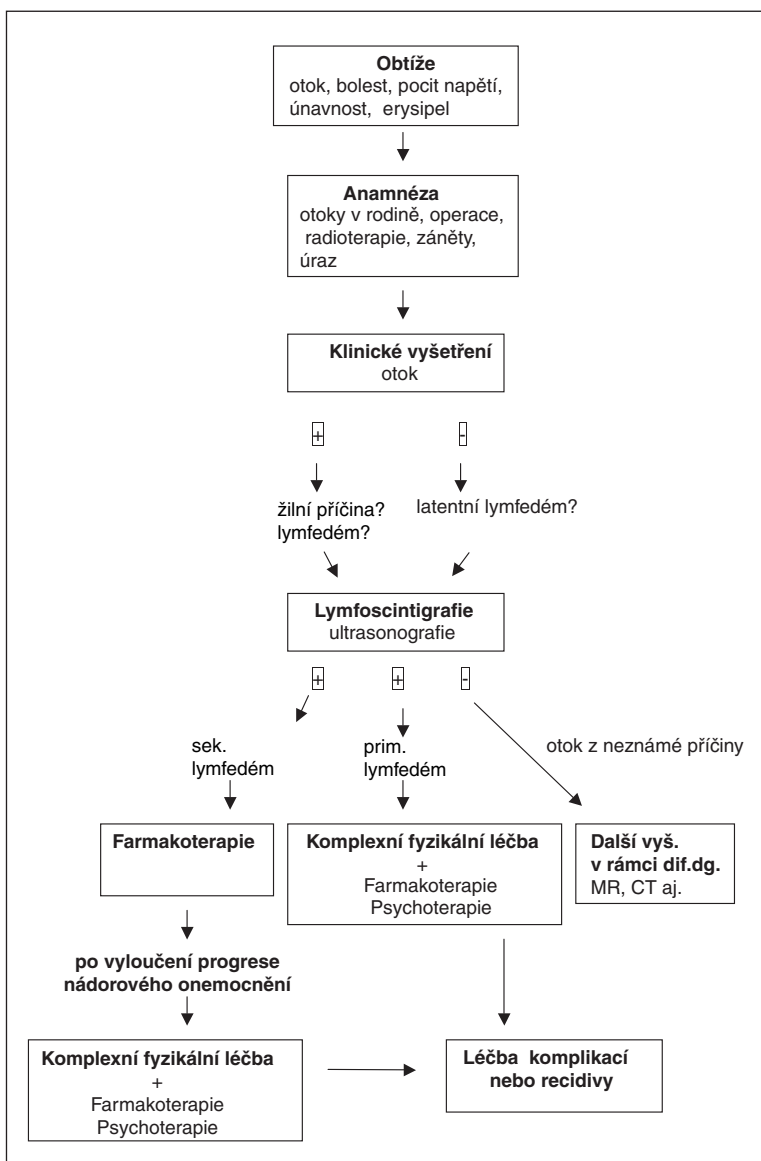 Obtíže
otok, bolest, pocit napětí,
únavnost, erysipel
Anamnéza
otoky v rodině, operace,
radioterapie, záněty,
úraz
Klinické vyšetření
otok
+
-
žilní příčina?
lymfedém?
latentní lymfedém?
Lymfoscintigrafie
ultrasonografie
+
+
-
sek.
lymfedém
prim.
lymfedém
otok z neznámé příčiny
Farmakoterapie
Komplexní fyzikální léčba
+
Farmakoterapie
Psychoterapie
Další vyš.
v rámci dif.dg.
MR, CT aj.
po vyloučení progrese
nádorového onemocnění
Komplexní fyzikální léčba
+
Farmakoterapie
Psychoterapie
Léčba komplikací
nebo recidivy